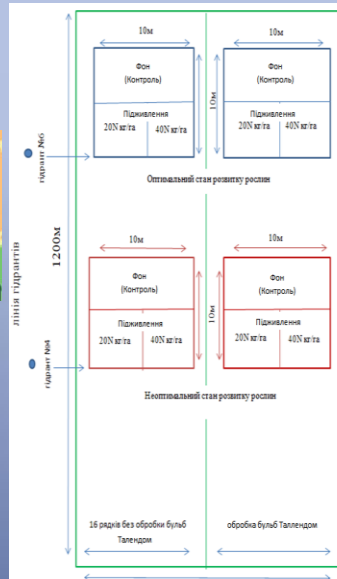 10м
10м
Фон
(Контроль)
Фон
(Контроль)
10м
Підживлення
20N кг/га
40N кг/га
Підживлення
20N кг/га
40N кг/га
гідрант №6
Оптимальний стан розвитку рослин
1200м
лінія гідрантів
10м
10м
Фон
(Контроль)
Фон
(Контроль)
10м
Підживлення
20N кг/га
40N кг/га
Підживлення
20N кг/га
40N кг/га
гідрант №4
Неоптимальний стан розвитку рослин
16 рядків без обробки бульб
Талендом
обробка бульб Таллендом